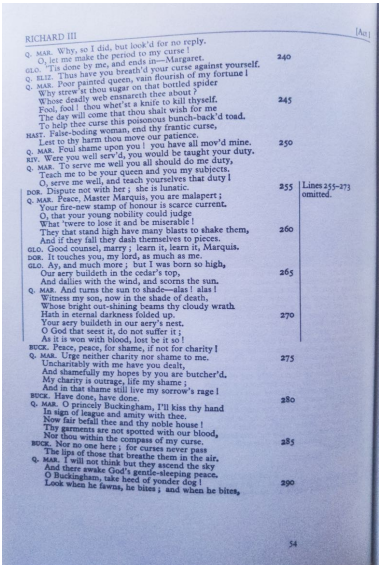 RICHARD III [A0]
Q. MAR. Why, so I did, but look'd for no reply.
O, let me make the period to my curse !
GLO. 'Tis done by me, and ends in—Margaret. 240
Q. ELIZ. Thus have you breath'd your curse against yourself.
Q. MAR. Poor painted queen, vain flourish of my fortune !
Why strew'st thou sugar on that bottled spider
Whose deadly web ensnareth thee about ?
Fool, fool ! thou whet'st a knife to kill thyself. 245
The day will come that thou shalt wish for me
To help thee curse this poisonous bunch-back'd toad.
HAST. False-boding woman, end thy frantic curse,
Lest to thy harm thou move our patience.
Q. MAR. Foul shame upon you ! you have all mov'd mine. 250
RIV. Were you well serv'd, you would be taught your duty.
Q. MAR. To serve me well you all should do me duty,
Teach me to be your queen and you my subjects.
O, serve me well, and teach yourselves that duty !
DOR. Dispute not with her ; she is lunatic. 255 Lines 255–273
Q. MAR. Peace, Master Marquis, you are malapert ; omitted.
Your fire-new stamp of honour is scarce current.
O, that your young nobility could judge
What 'twere to lose it and be miserable !
They that stand high have many blasts to shake them, 260
And if they fall they dash themselves to pieces.
GLO. Good counsel, marry ; learn it, learn it, Marquis.
DOR. It touches you, my lord, as much as me.
GLO. Ay, and much more ; but I was born so high,
Our aery buildeth in the cedar's top, 265
And dallies with the wind, and scorns the sun.
Q. MAR. And turns the sun to shade—alas ! alas !
Witness my son, now in the shade of death,
Whose bright out-shining beams thy cloudy wrath
Hath in eternal darkness folded up. 270
Your aery buildeth in our aery's nest.
O God that seest it, do not suffer it ;
As it is won with blood, lost be it so !
BUCK. Peace, peace, for shame, if not for charity !
Q. MAR. Urge neither charity nor shame to me. 275
Uncharitably with me have you dealt,
And shamefully my hopes by you are butcher'd.
My charity is outrage, life my shame ;
And in that shame still live my sorrow's rage !
BUCK. Have done, have done. 280
Q. MAR. O princely Buckingham, I'll kiss thy hand
In sign of league and amity with thee.
Now fair befall thee and thy noble house !
Thy garments are not spotted with our blood,
Nor thou within the compass of my curse. 285
BUCK. Nor no one here ; for curses never pass
The lips of those that breathe them in the air.
Q. MAR. I will not think but they ascend the sky
And there awake God's gentle-sleeping peace.
O Buckingham, take heed of yonder dog ! 290
Look when he fawns, he bites ; and when he bites,
54